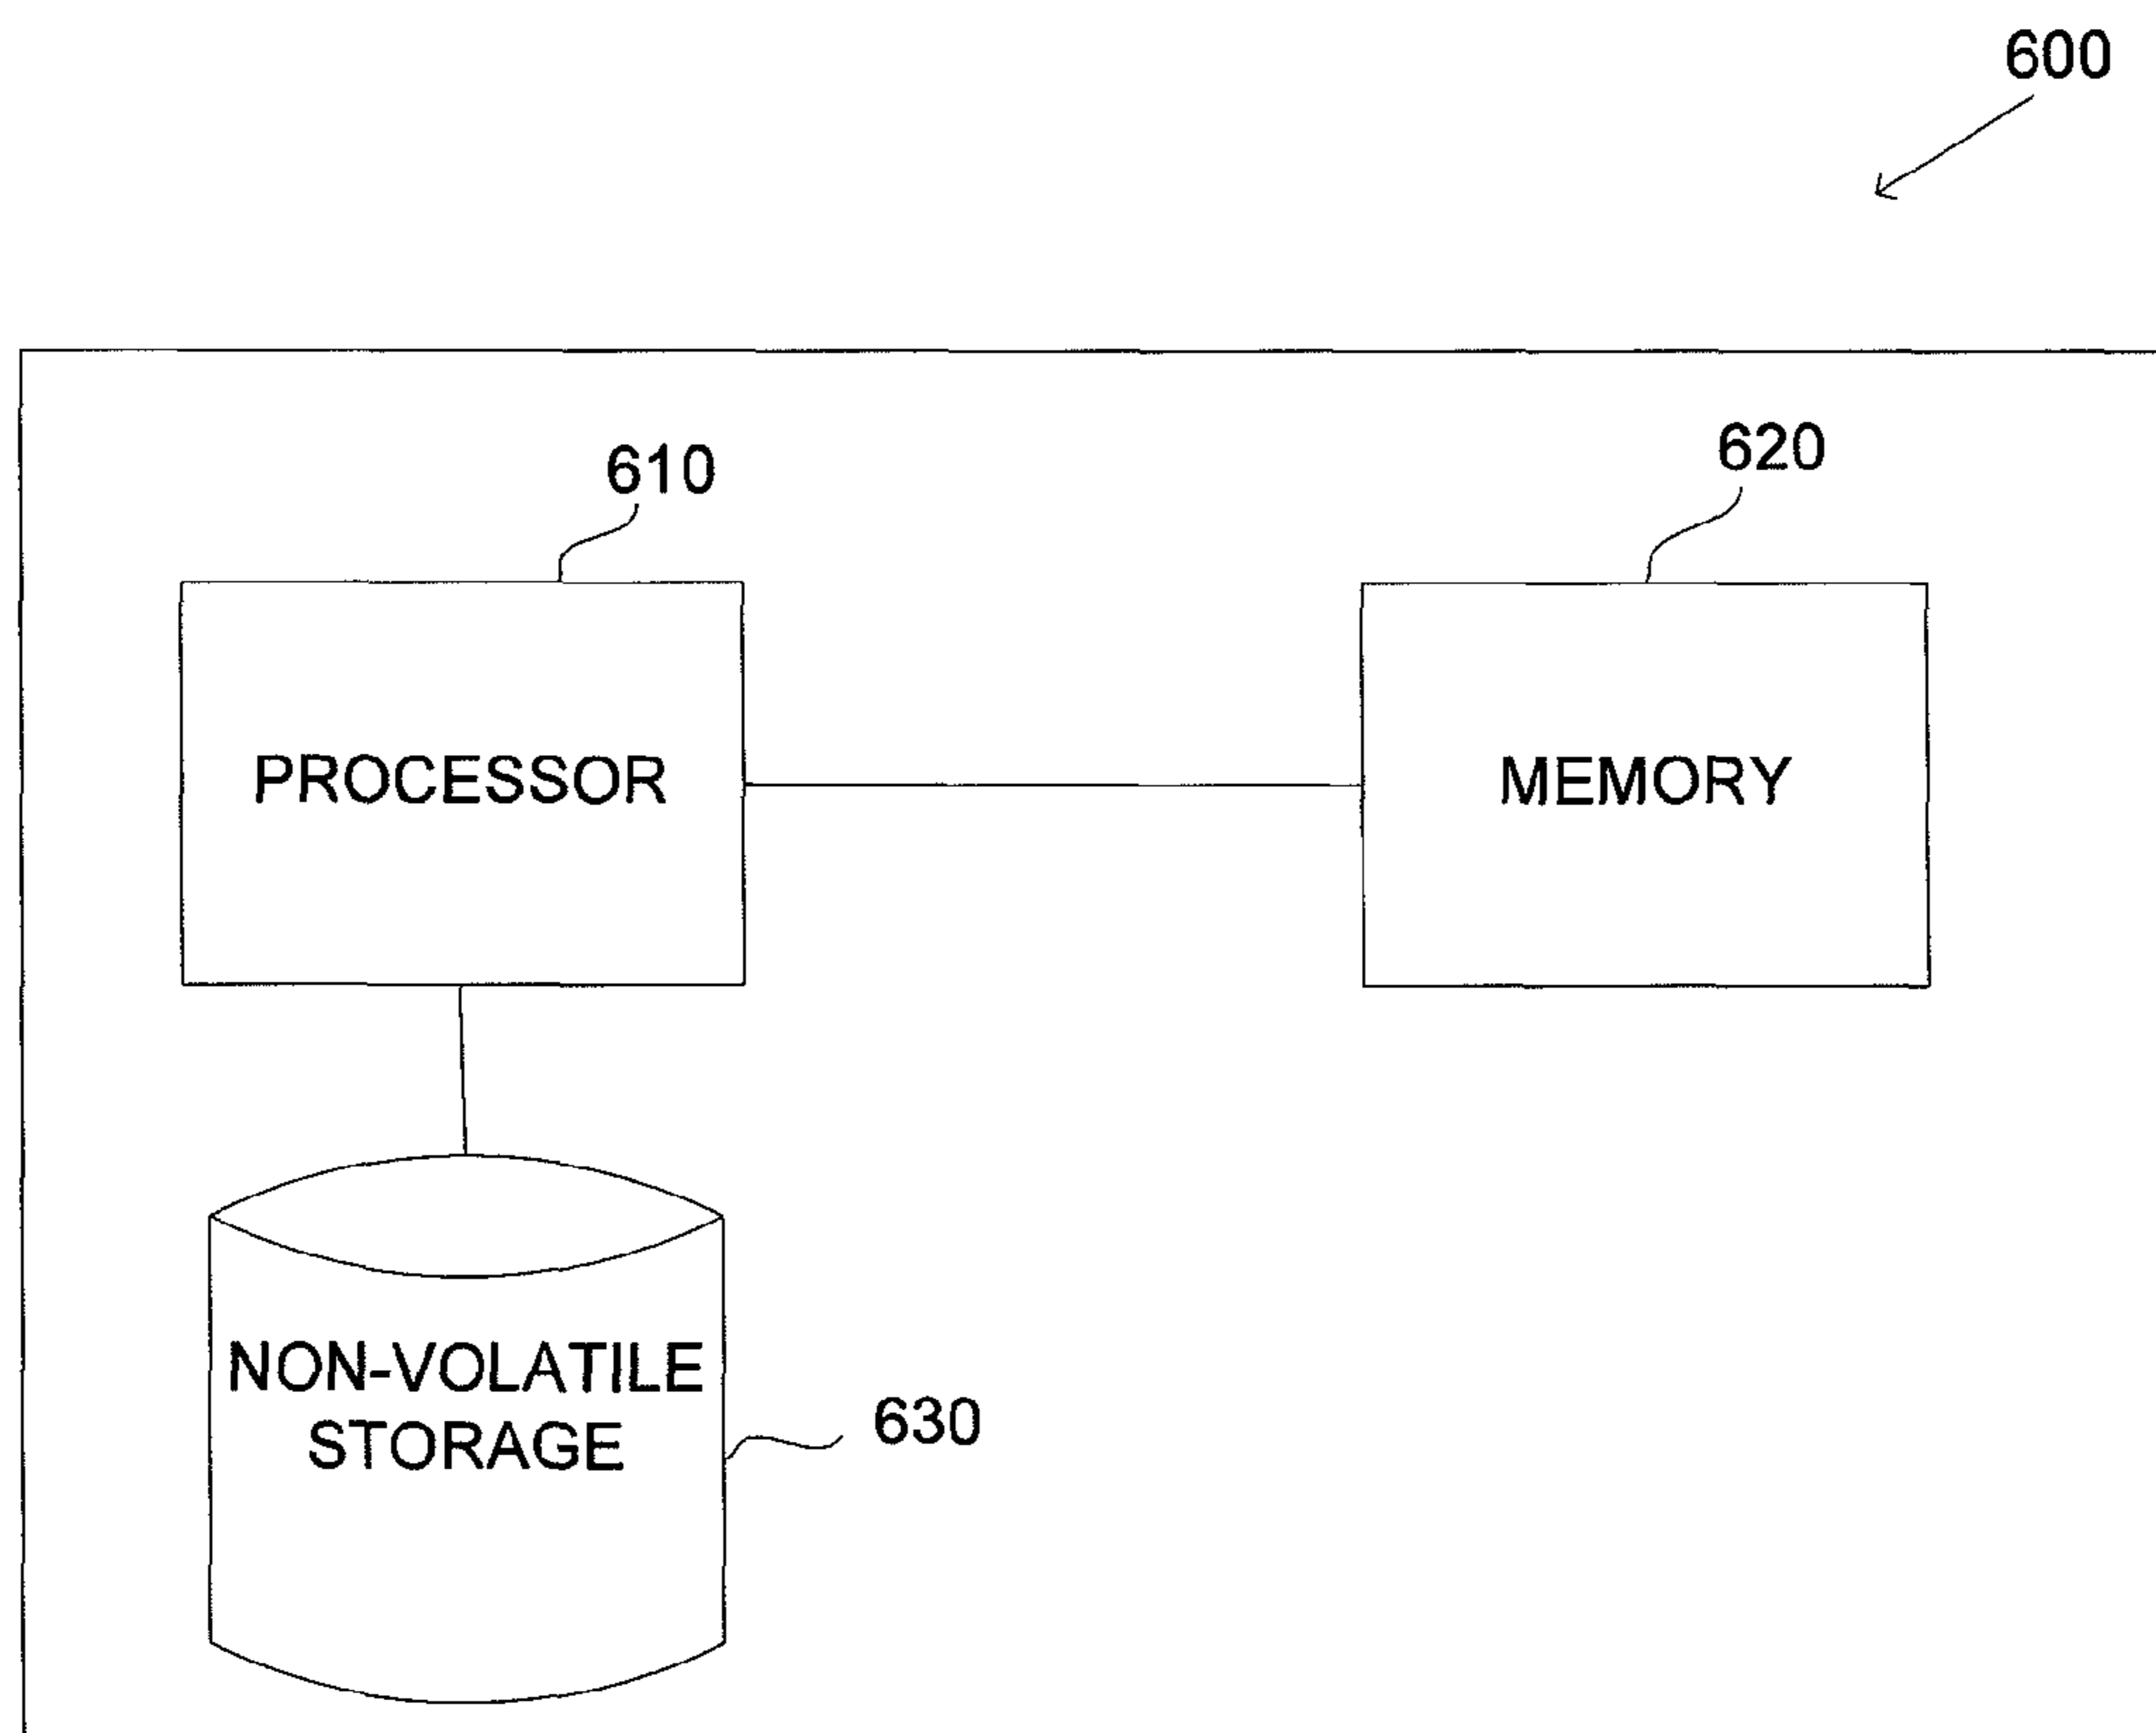 600
610
620
PROCESSOR
MEMORY
NON-VOLATILE
STORAGE
630